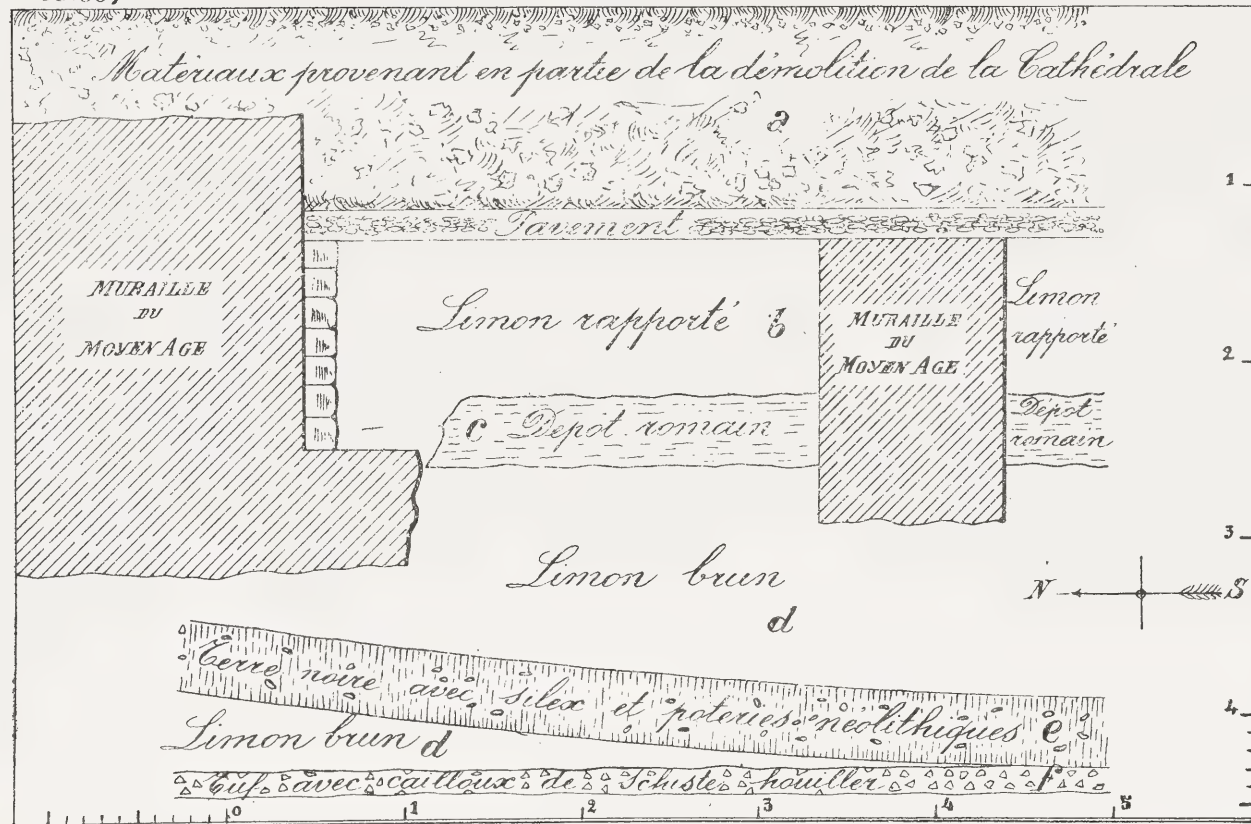 Matériaux provenant en partie de la démolition de la Cathédrale
a
1
Pavement
MURAILLE
DU
MOYEN AGE
Limon rapporté b
MURAILLE
DU
MOYEN AGE
Limon
rapporté
2
c Dépot romain
Dépot
romain
3
Limon brun
d
N S
Terre noire avec silex et poteries néolithiques e
4
Limon brun d
Tuf avec cailloux de Schiste houiller f
0 1 2 3 4 5